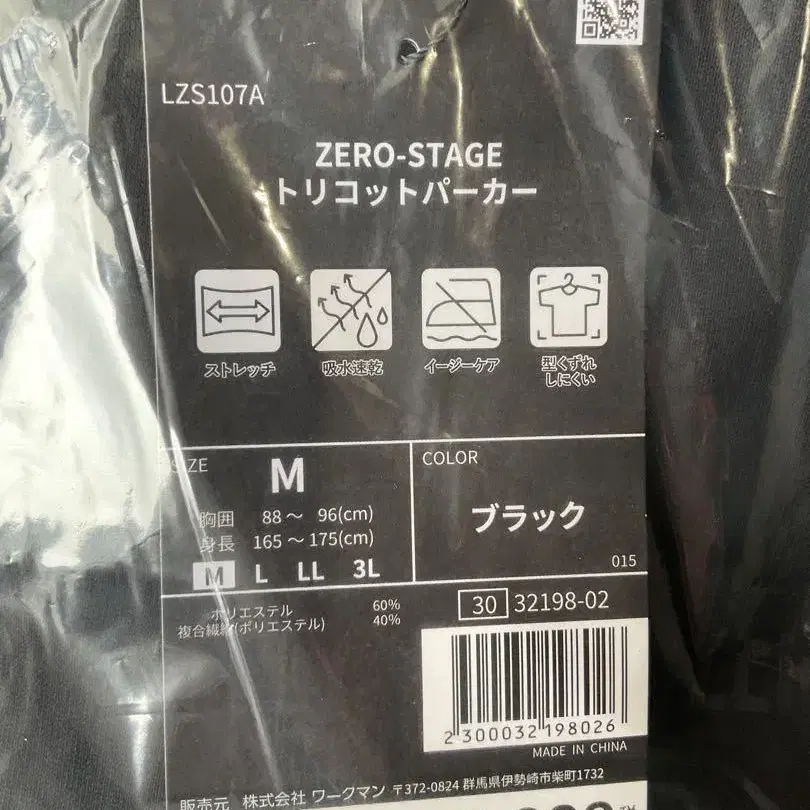 LZS107A
ZERO-STAGE
トリコットパーカー
ストレッチ 吸水速乾 イージーケア 型くずれ
しにくい
SIZE M
胸囲 88～ 96(cm)
身長 165～175(cm)
M L LL 3L
COLOR
ブラック
015
ポリエステル 60%
複合繊維(ポリエステル) 40%
30 32198-02
2 300032 198026
MADE IN CHINA
販売元 株式会社 ワークマン 〒372-0824 群馬県伊勢崎市柴町1732